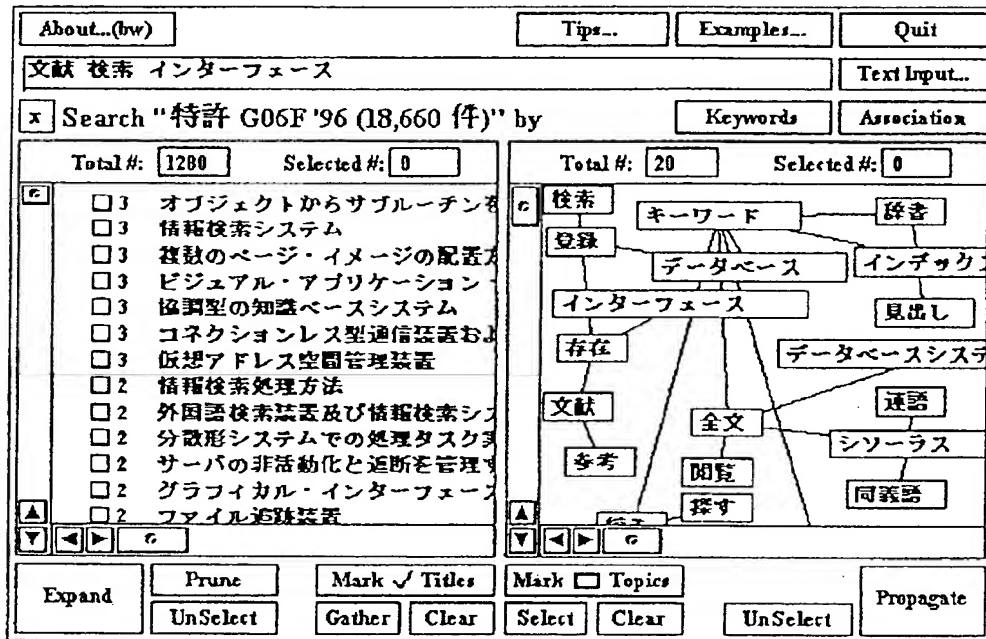 About...(bw) Tips... Examples... Quit
文献 検索 インターフェース Text Input...
x Search "特許 G06F '96 (18,660 件)" by Keywords Association
Total #: 1280 Selected #: 0
3 オブジェクトからサブルーチンを
3 情報検索システム
3 複数のページ・イメージの配置方
3 ビジュアル・アプリケーション
3 協調型の知識ベースシステム
3 コネクションレス型通信装置およ
3 仮想アドレス空間管理装置
2 情報検索処理方法
2 外国語検索装置及び情報検索シス
2 分散形システムでの処理タスク実
2 サーバの非活動化と遮断を管理す
2 グラフィカル・インターフェース
2 ファイル追跡装置
Total #: 20 Selected #: 0
検索
キーワード
辞書
登録
データベース
インデックス
インターフェース
見出し
存在
データベースシステ
文献
連語
全文
シソーラス
参考
閲覧
同義語
探す
Expand Prune Mark ✓ Titles Mark □ Topics Propagate
UnSelect Gather Clear Select Clear UnSelect